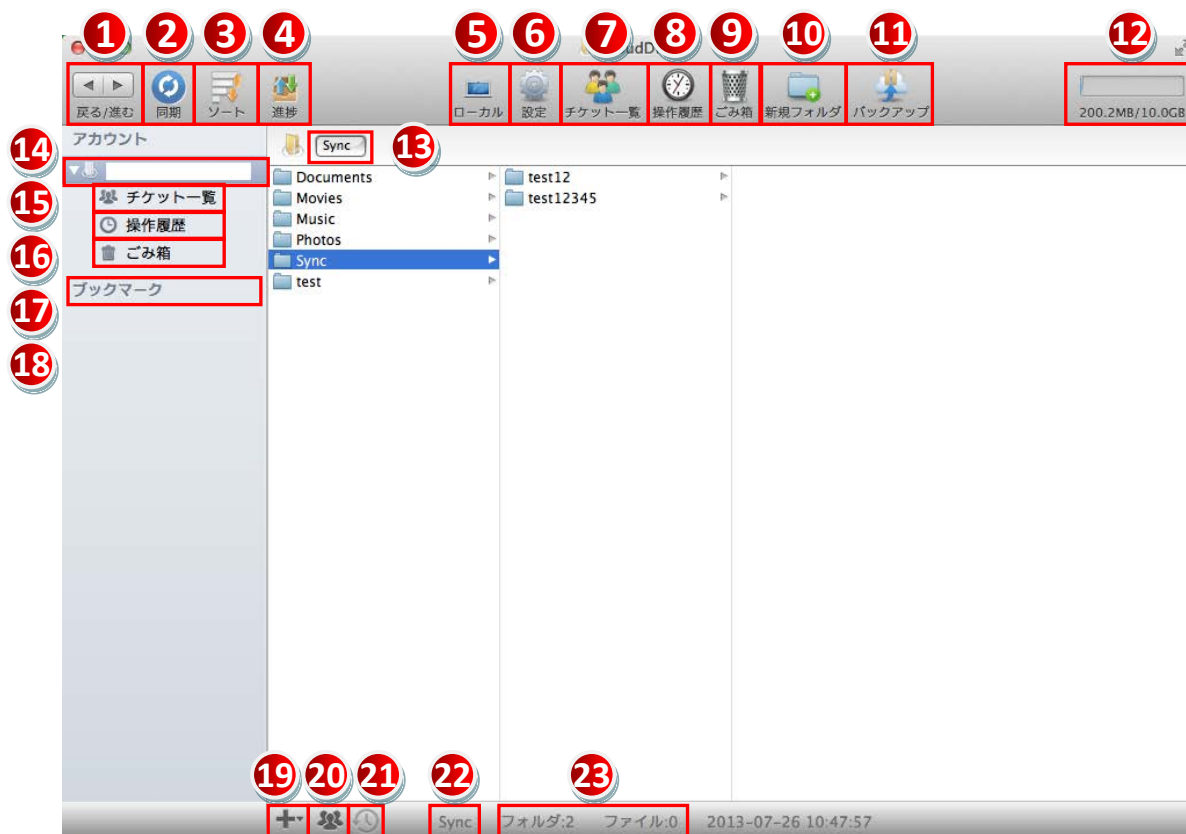 1 2 3 4 5 6 7 8 9 10 11 12
udD
戻る/進む 同期 ソート 進捗 ローカル 設定 チケット一覧 操作履歴 ごみ箱 新規フォルダ バックアップ 200.2MB/10.0GB
アカウント
Sync 13
14
Documents test12
15 チケット一覧 Movies test12345
操作履歴 Music
16 ごみ箱 Photos
Sync
17 ブックマーク test
18
19 20 21 22 23
Sync フォルダ:2 ファイル:0 2013-07-26 10:47:57